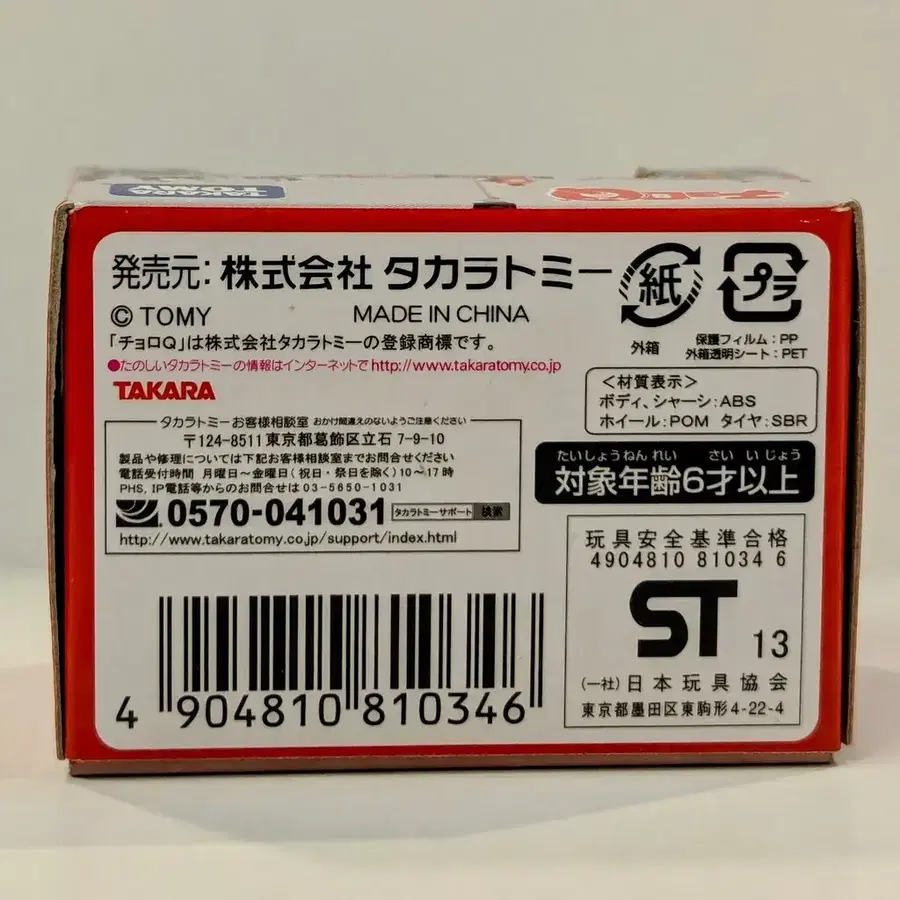 TAKARA TOMY
発売元: 株式会社 タカラトミー
© TOMY MADE IN CHINA
「チョロQ」は株式会社タカラトミーの登録商標です。
●たのしいタカラトミーの情報はインターネットで http://www.takaratomy.co.jp
TAKARA
紙
外箱
プラ
保護フィルム：PP
外箱透明シート：PET
＜材質表示＞
ボディ、シャーシ：ABS
ホイール：POM タイヤ：SBR
タカラトミーお客様相談室 おかけ間違えのないようご注意ください
〒124-8511 東京都葛飾区立石 7-9-10
製品や修理については下記お客様相談室までお問合せください
電話受付時間 月曜日～金曜日(祝日・祭日を除く)10～17時
PHS, IP電話等からのお問合せは 03-5650-1031
0570-041031 タカラトミーサポート 検索
http://www.takaratomy.co.jp/support/index.html
たいしょうねんれい さいいじょう
対象年齢6才以上
玩具安全基準合格
4904810 81034 6
ST 13
(一社) 日本玩具協会
東京都墨田区東駒形4-22-4
4 904810 810346